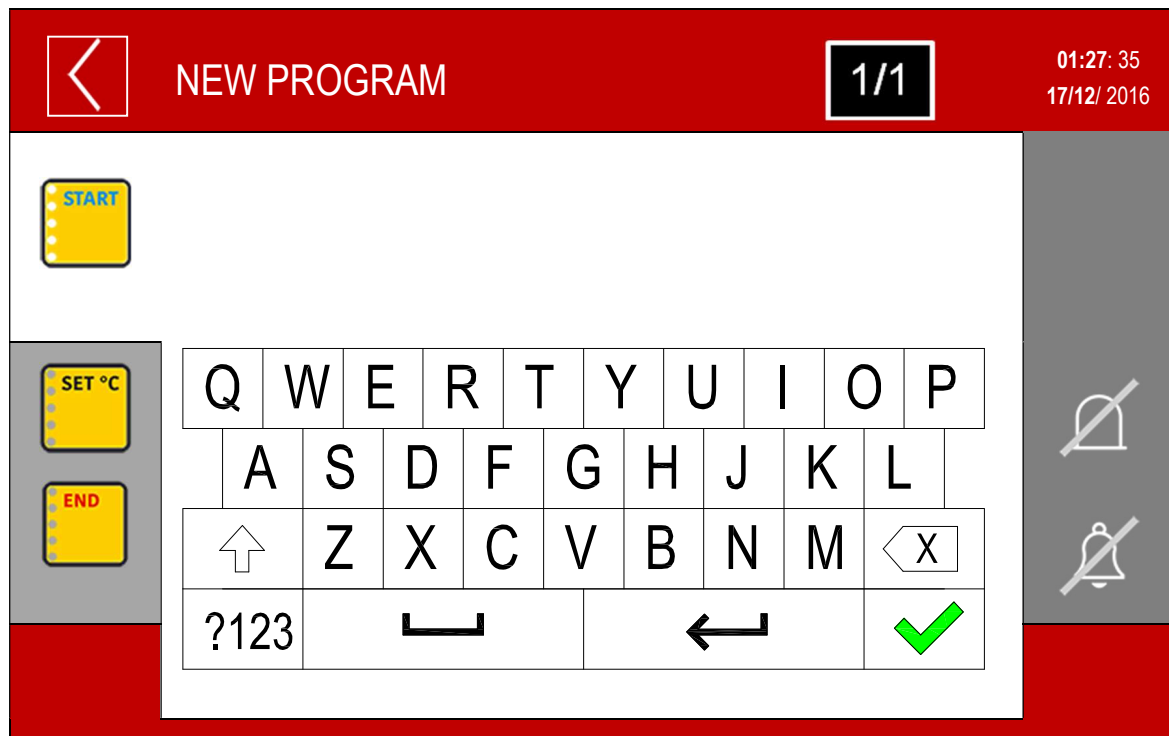 NEW PROGRAM
1/1
01:27: 35
17/12/ 2016
START
SET °C
END
Q W E R T Y U I O P
A S D F G H J K L
Z X C V B N M X
?123